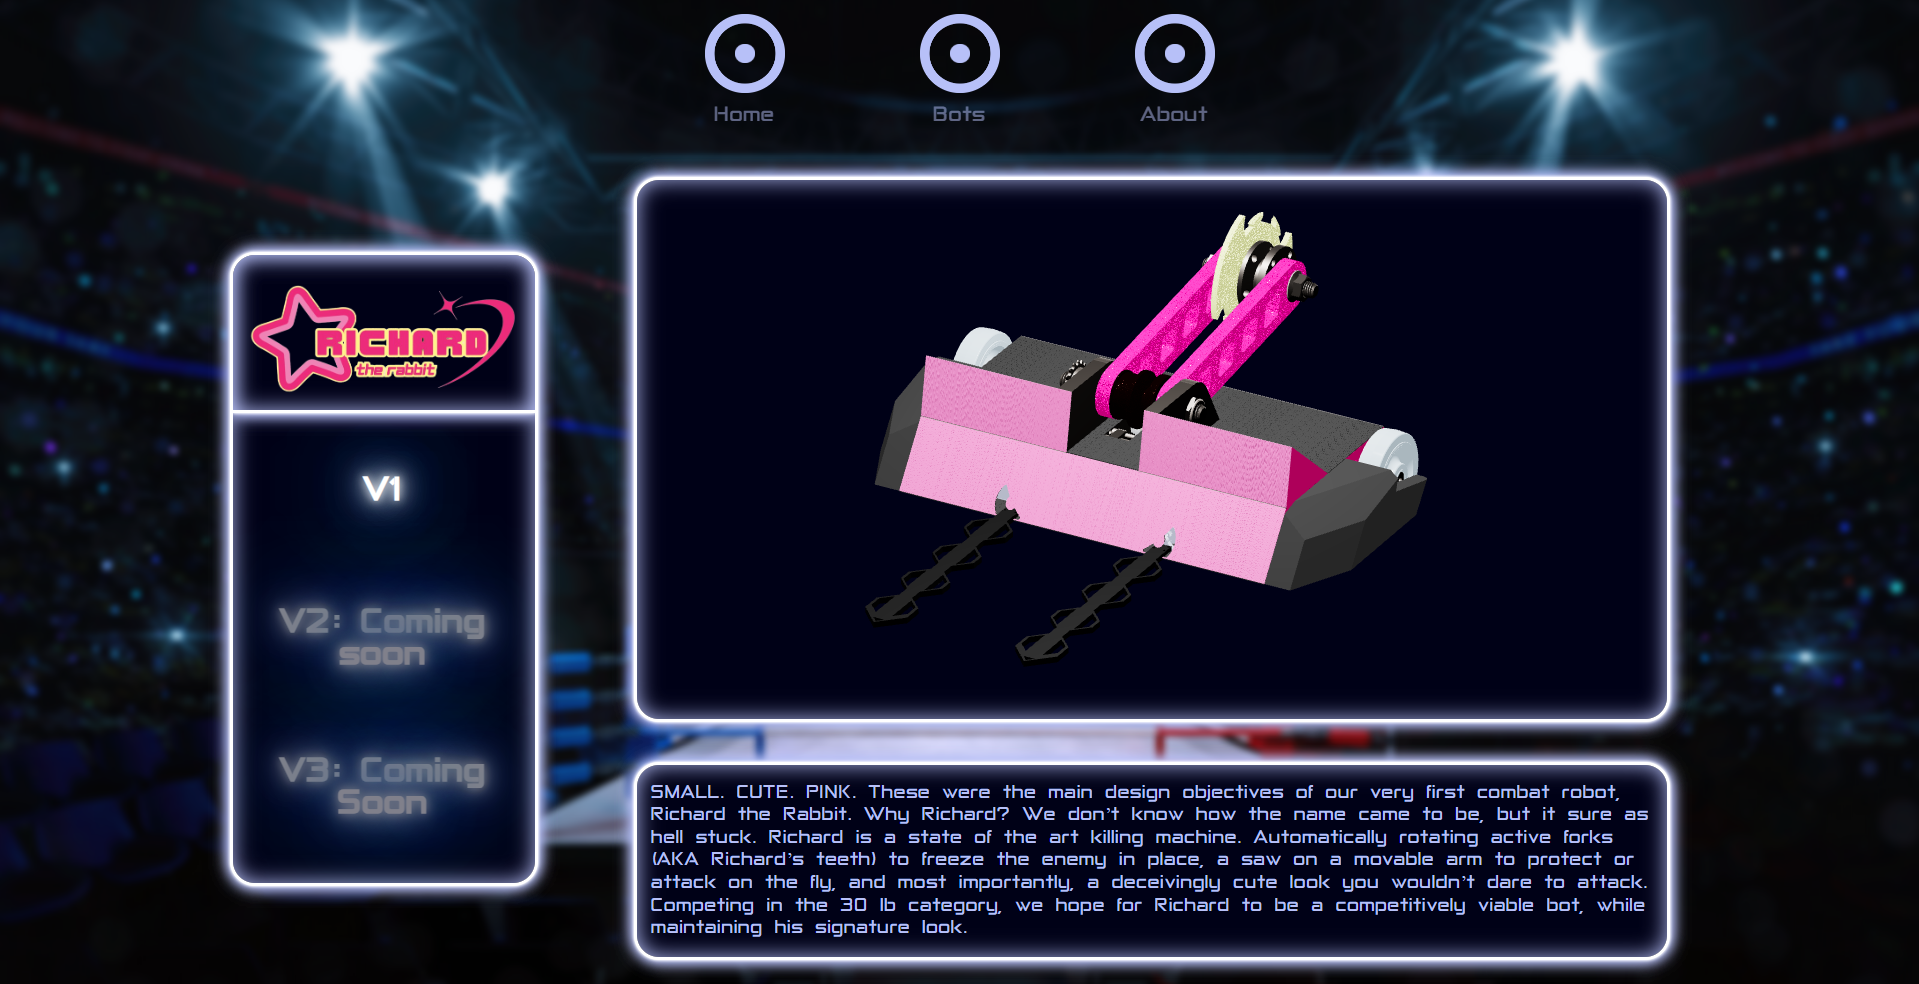 Home
Bots
About
RICHARD
the rabbit
V1
V2: Coming
soon
V3: Coming
Soon
SMALL. CUTE. PINK. These were the main design objectives of our very first combat robot,
Richard the Rabbit. Why Richard? We don't know how the name came to be, but it sure as
hell stuck. Richard is a state of the art killing machine. Automatically rotating active forks
(AKA Richard's teeth) to freeze the enemy in place, a saw on a movable arm to protect or
attack on the fly, and most importantly, a deceivingly cute look you wouldn't dare to attack.
Competing in the 30 lb category, we hope for Richard to be a competitively viable bot, while
maintaining his signature look.